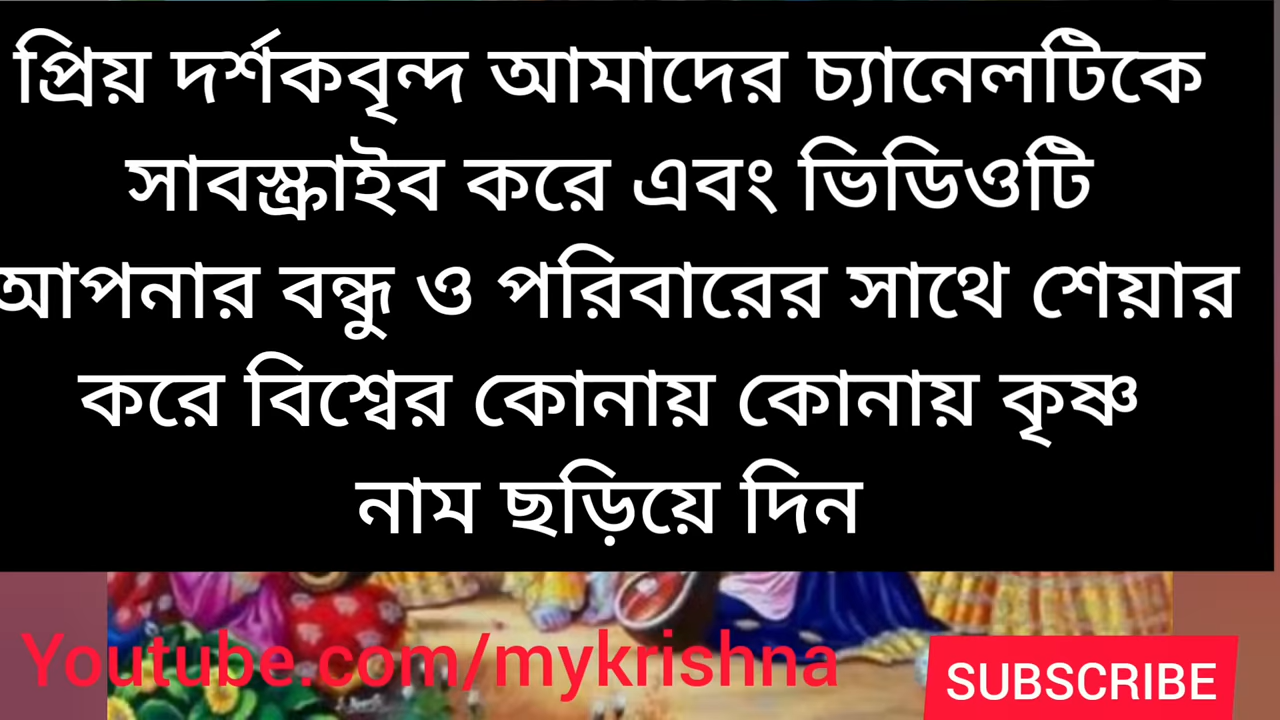 প্রিয় দর্শকবৃন্দ আমাদের চ্যানেলটিকে
সাবস্ক্রাইব করে এবং ভিডিওটি
আপনার বন্ধু ও পরিবারের সাথে শেয়ার
করে বিশ্বের কোনায় কোনায় কৃষ্ণ
নাম ছড়িয়ে দিন
Youtube.com/mykrishna
SUBSCRIBE